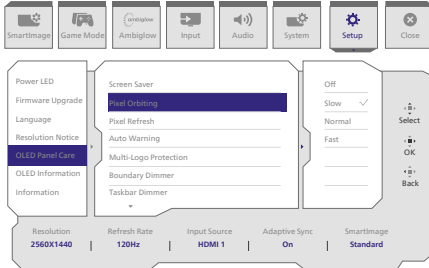 SmartImage
Game Mode
ambiglow
Ambiglow
Input
Audio
System
Setup
Close
Power LED
Firmware Upgrade
Language
Resolution Notice
OLED Panel Care
OLED Information
Information
Screen Saver
Pixel Orbiting
Pixel Refresh
Auto Warning
Multi-Logo Protection
Boundary Dimmer
Taskbar Dimmer
Off
Slow
Normal
Fast
Select
OK
Back
Resolution
2560X1440
Refresh Rate
120Hz
Input Source
HDMI 1
Adaptive Sync
On
SmartImage
Standard